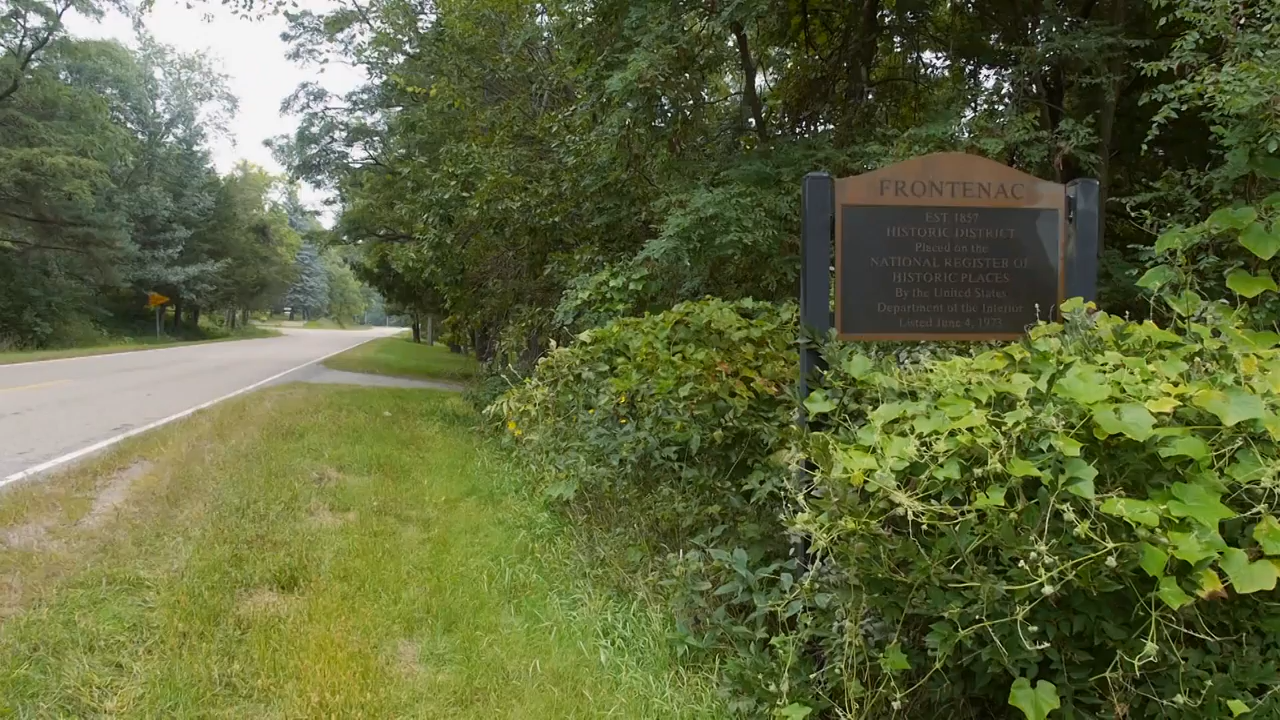 FRONTENAC
EST 1857
HISTORIC DISTRICT
Placed on the
NATIONAL REGISTER OF
HISTORIC PLACES
By the United States
Department of the Interior
Listed June 4, 1973